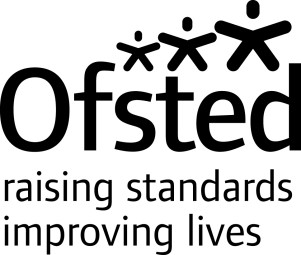 Ofsted
raising standards
improving lives